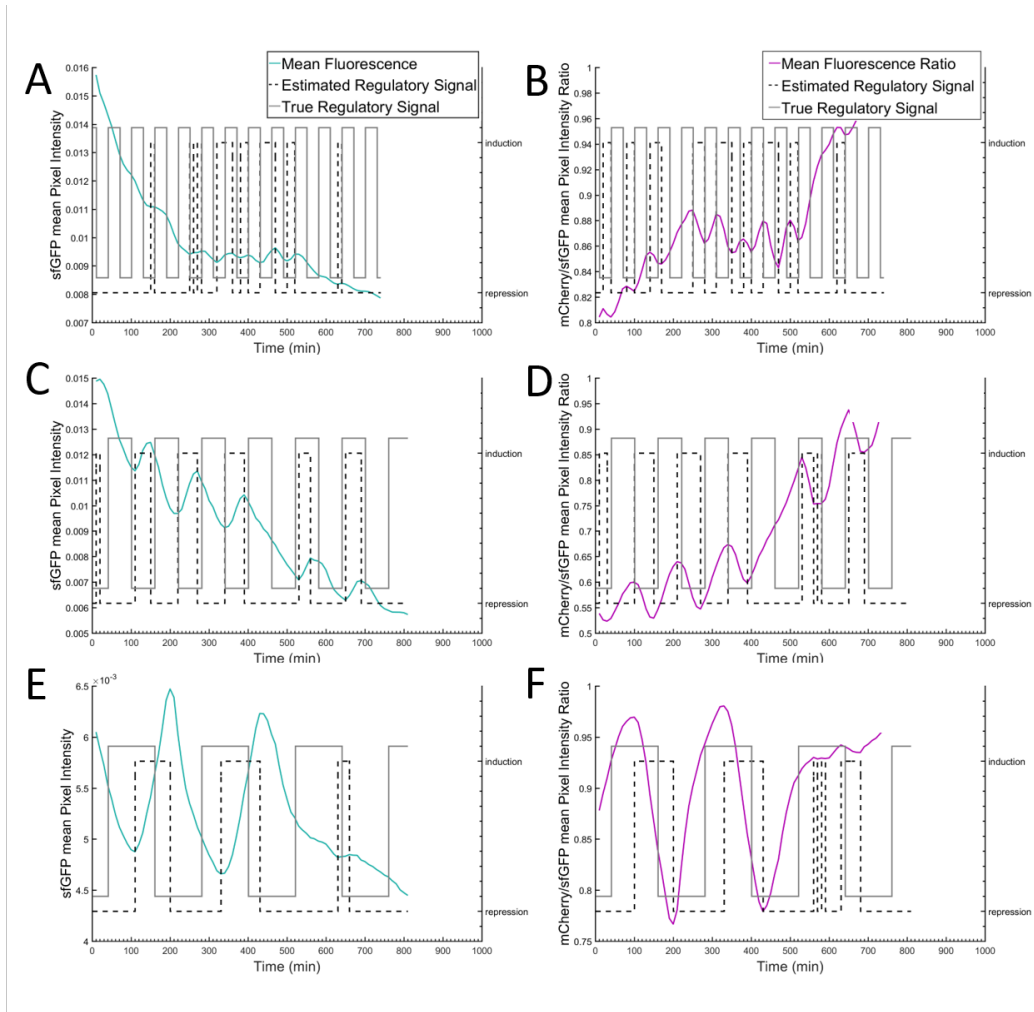 A
Mean Fluorescence
Estimated Regulatory Signal
True Regulatory Signal
sfGFP mean Pixel Intensity
0.016
0.015
0.014
0.013
0.012
0.011
0.01
0.009
0.008
0.007
induction
repression
0 100 200 300 400 500 600 700 800 900 1000
Time (min)
B
Mean Fluorescence Ratio
Estimated Regulatory Signal
True Regulatory Signal
mCherry/sfGFP mean Pixel Intensity Ratio
1
0.98
0.96
0.94
0.92
0.9
0.88
0.86
0.84
0.82
0.8
induction
repression
0 100 200 300 400 500 600 700 800 900 1000
Time (min)
C
sfGFP mean Pixel Intensity
0.015
0.014
0.013
0.012
0.011
0.01
0.009
0.008
0.007
0.006
0.005
induction
repression
0 100 200 300 400 500 600 700 800 900 1000
Time (min)
D
mCherry/sfGFP mean Pixel Intensity Ratio
1
0.95
0.9
0.85
0.8
0.75
0.7
0.65
0.6
0.55
0.5
induction
repression
0 100 200 300 400 500 600 700 800 900 1000
Time (min)
E
×10⁻³
sfGFP mean Pixel Intensity
6.5
6
5.5
5
4.5
4
induction
repression
0 100 200 300 400 500 600 700 800 900 1000
Time (min)
F
mCherry/sfGFP mean Pixel Intensity Ratio
1
0.95
0.9
0.85
0.8
0.75
induction
repression
0 100 200 300 400 500 600 700 800 900 1000
Time (min)